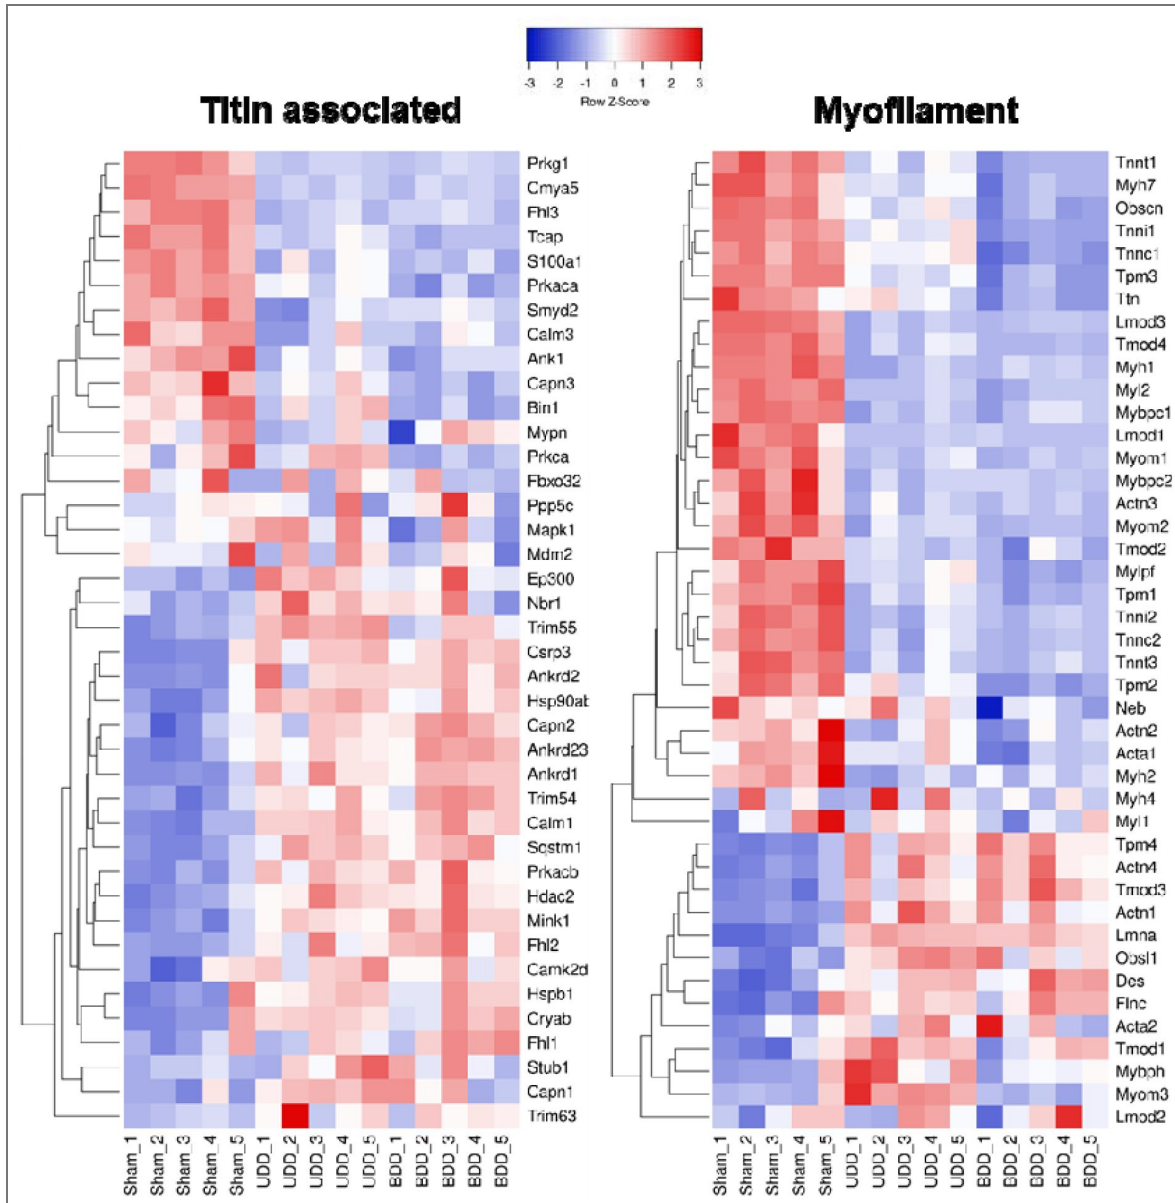 -3 -2 -1 0 1 2 3
Row Z-Score
Titin associated
Prkg1
Cmya5
Fhl3
Tcap
S100a1
Prkaca
Smyd2
Calm3
Ank1
Capn3
Bin1
Mypn
Prkca
Fbxo32
Ppp5c
Mapk1
Mdm2
Ep300
Nbr1
Trim55
Csrp3
Ankrd2
Hsp90ab
Capn2
Ankrd23
Ankrd1
Trim54
Calm1
Sqstm1
Prkacb
Hdac2
Mink1
Fhl2
Camk2d
Hspb1
Cryab
Fhl1
Stub1
Capn1
Trim63
Sham_1 Sham_2 Sham_3 Sham_4 Sham_5 UDD_1 UDD_2 UDD_3 UDD_4 UDD_5 BDD_1 BDD_2 BDD_3 BDD_4 BDD_5
Myofilament
Tnnt1
Myh7
Obscn
Tnni1
Tnnc1
Tpm3
Ttn
Lmod3
Tmod4
Myh1
Myl2
Mybpc1
Lmod1
Myom1
Mybpc2
Actn3
Myom2
Tmod2
Mylpf
Tpm1
Tnni2
Tnnc2
Tnnt3
Tpm2
Neb
Actn2
Acta1
Myh2
Myh4
Myl1
Tpm4
Actn4
Tmod3
Actn1
Lmna
Obsl1
Des
Flnc
Acta2
Tmod1
Mybph
Myom3
Lmod2
Sham_1 Sham_2 Sham_3 Sham_4 Sham_5 UDD_1 UDD_2 UDD_3 UDD_4 UDD_5 BDD_1 BDD_2 BDD_3 BDD_4 BDD_5